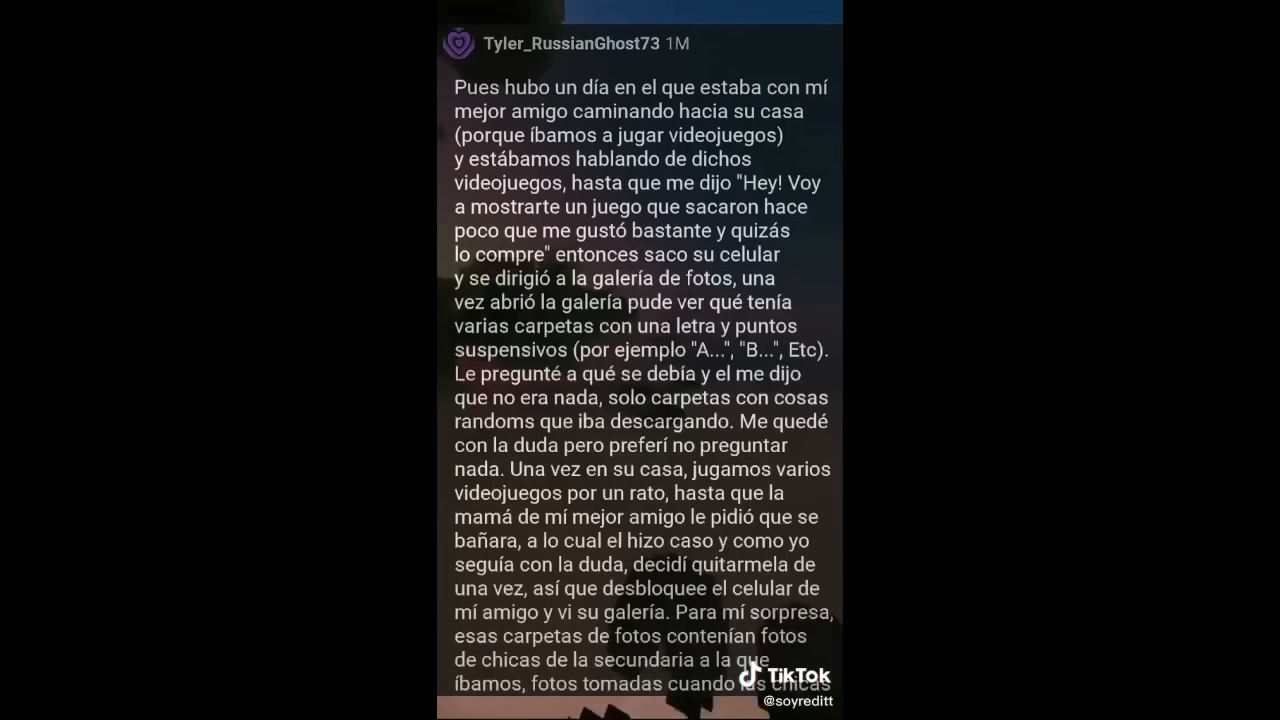 Tyler_RussianGhost73 1M
Pues hubo un día en el que estaba con mí
mejor amigo caminando hacia su casa
(porque íbamos a jugar videojuegos)
y estábamos hablando de dichos
videojuegos, hasta que me dijo "Hey! Voy
a mostrarte un juego que sacaron hace
poco que me gustó bastante y quizás
lo compre" entonces saco su celular
y se dirigió a la galería de fotos, una
vez abrió la galería pude ver qué tenía
varias carpetas con una letra y puntos
suspensivos (por ejemplo "A...", "B...", Etc).
Le pregunté a qué se debía y el me dijo
que no era nada, solo carpetas con cosas
randoms que iba descargando. Me quedé
con la duda pero preferí no preguntar
nada. Una vez en su casa, jugamos varios
videojuegos por un rato, hasta que la
mamá de mí mejor amigo le pidió que se
bañara, a lo cual el hizo caso y como yo
seguía con la duda, decidí quitarmela de
una vez, así que desbloquee el celular de
mí amigo y vi su galería. Para mí sorpresa,
esas carpetas de fotos contenían fotos
de chicas de la secundaria a la que
íbamos, fotos tomadas cuando las chicas
TikTok
@soyreditt